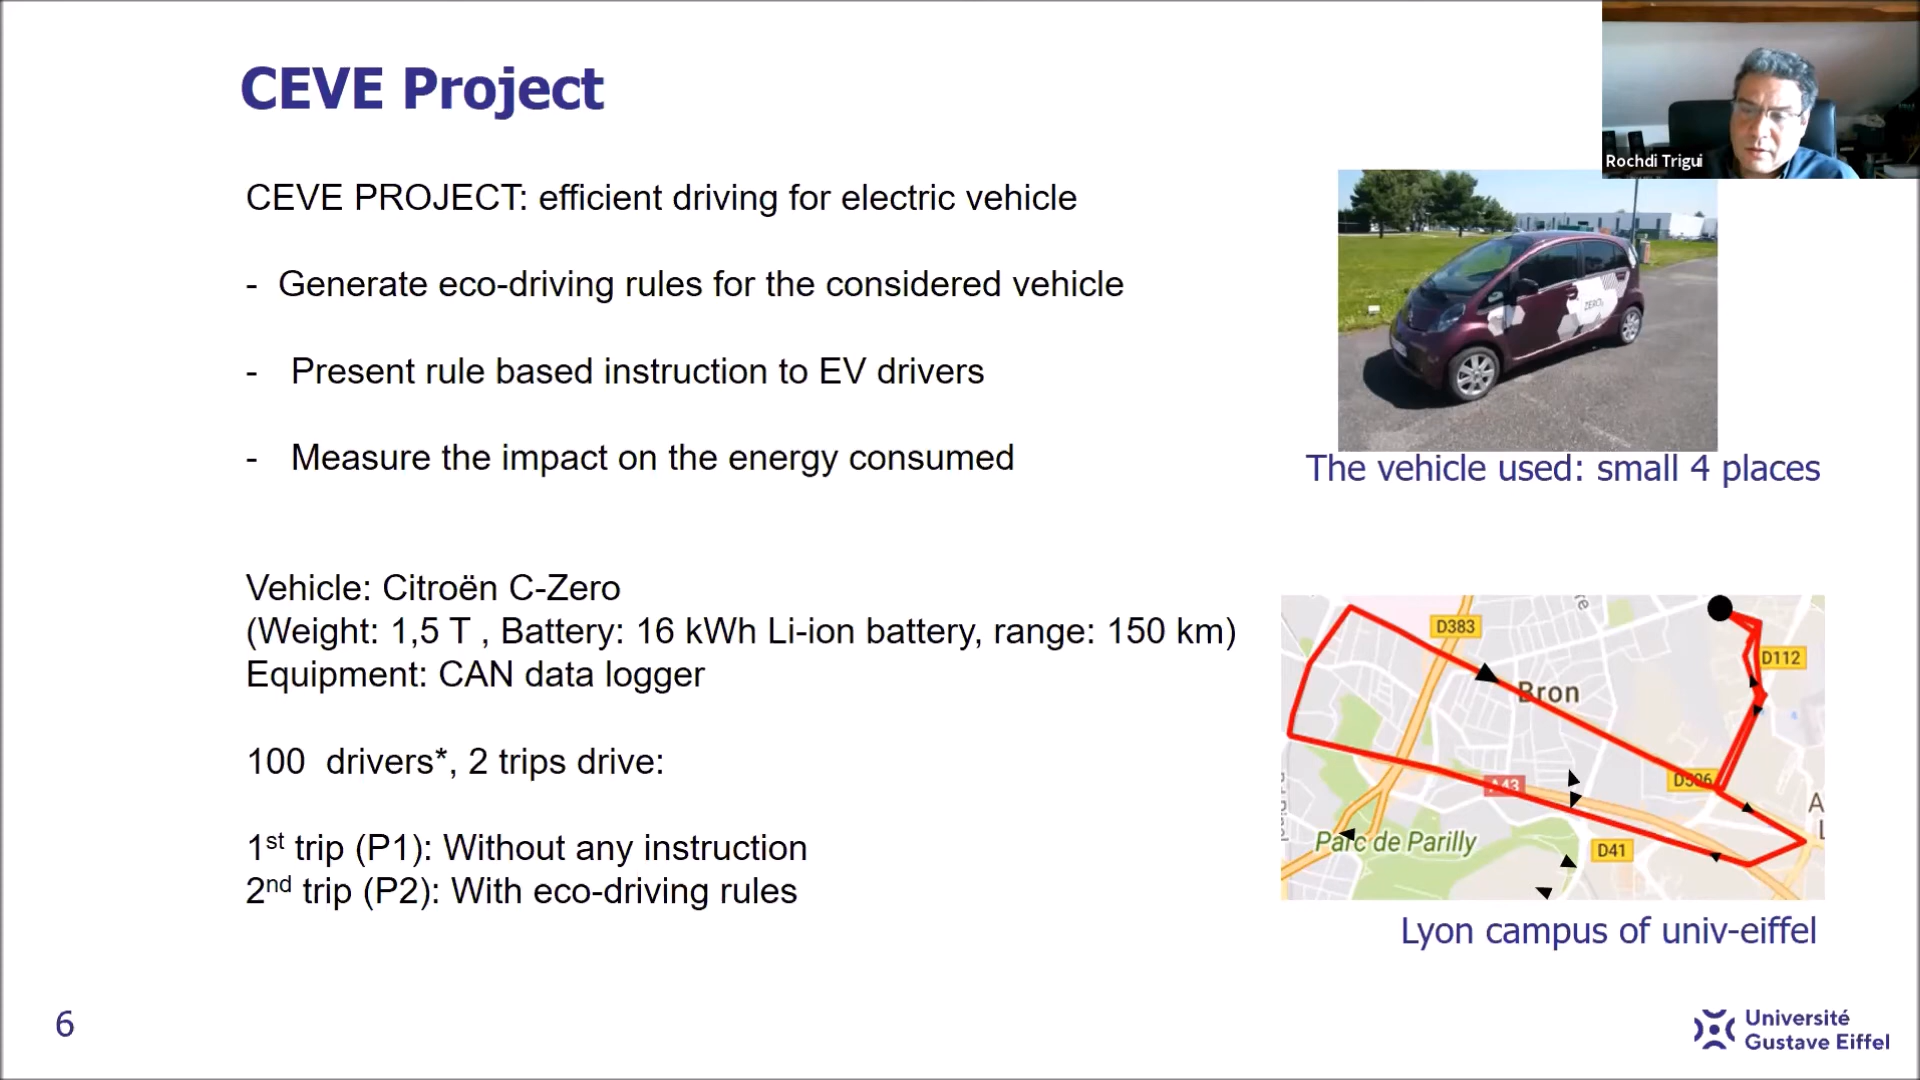 CEVE Project
Rochdi Trigui
CEVE PROJECT: efficient driving for electric vehicle
- Generate eco-driving rules for the considered vehicle
- Present rule based instruction to EV drivers
- Measure the impact on the energy consumed
ZERO
The vehicle used: small 4 places
Vehicle: Citroën C-Zero
(Weight: 1,5 T , Battery: 16 kWh Li-ion battery, range: 150 km)
Equipment: CAN data logger
100 drivers*, 2 trips drive:
1st trip (P1): Without any instruction
2nd trip (P2): With eco-driving rules
D383
D112
Bron
A43
Parc de Parilly
D41
Lyon campus of univ-eiffel
6
Université
Gustave Eiffel